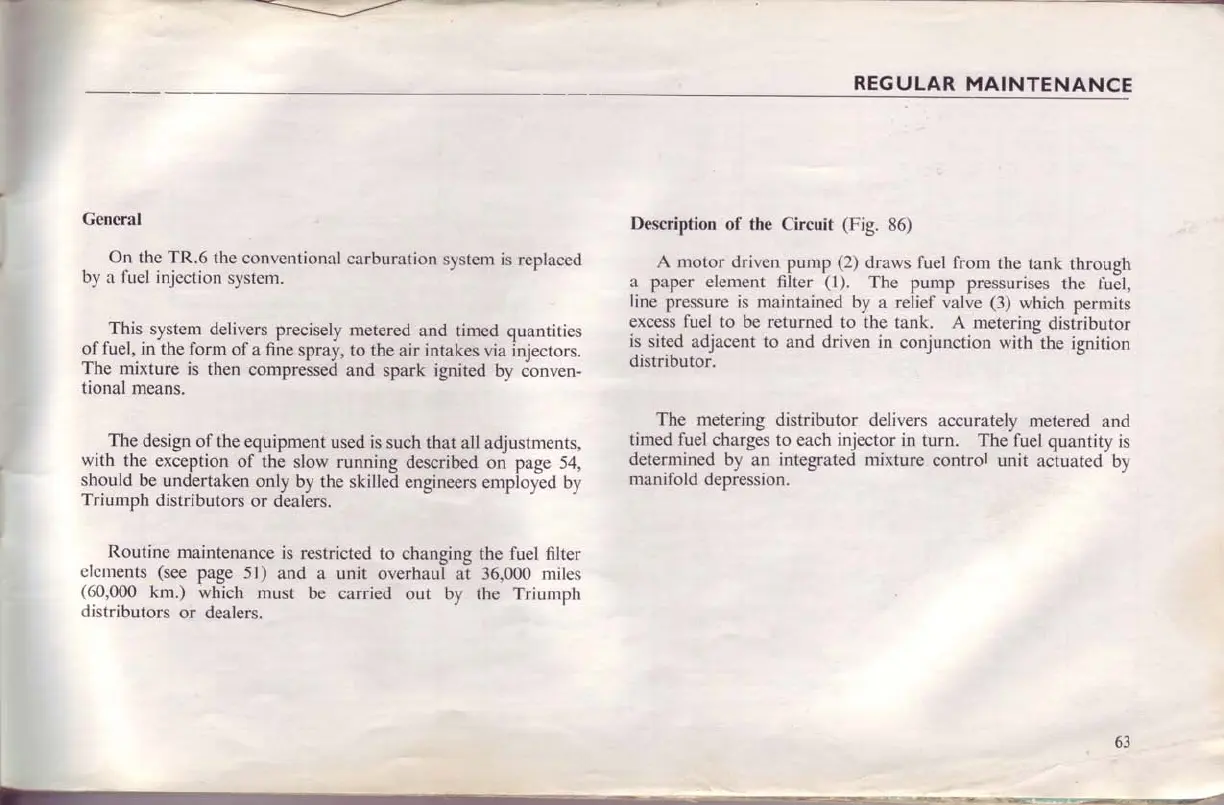 REGULAR MAINTENANCE
General
On the TR.6 the conventional carburation system is replaced
by a fuel injection system.
This system delivers precisely metered and timed quantities
of fuel, in the form of a fine spray, to the air intakes via injectors.
The mixture is then compressed and spark ignited by conven-
tional means.
The design of the equipment used is such that all adjustments,
with the exception of the slow running described on page 54,
should be undertaken only by the skilled engineers employed by
Triumph distributors or dealers.
Routine maintenance is restricted to changing the fuel filter
elements (see page 51) and a unit overhaul at 36,000 miles
(60,000 km.) which must be carried out by the Triumph
distributors or dealers.
Description of the Circuit (Fig. 86)
A motor driven pump (2) draws fuel from the tank through
a paper element filter (1). The pump pressurises the fuel,
line pressure is maintained by a relief valve (3) which permits
excess fuel to be returned to the tank. A metering distributor
is sited adjacent to and driven in conjunction with the ignition
distributor.
The metering distributor delivers accurately metered and
timed fuel charges to each injector in turn. The fuel quantity is
determined by an integrated mixture control unit actuated by
manifold depression.
63